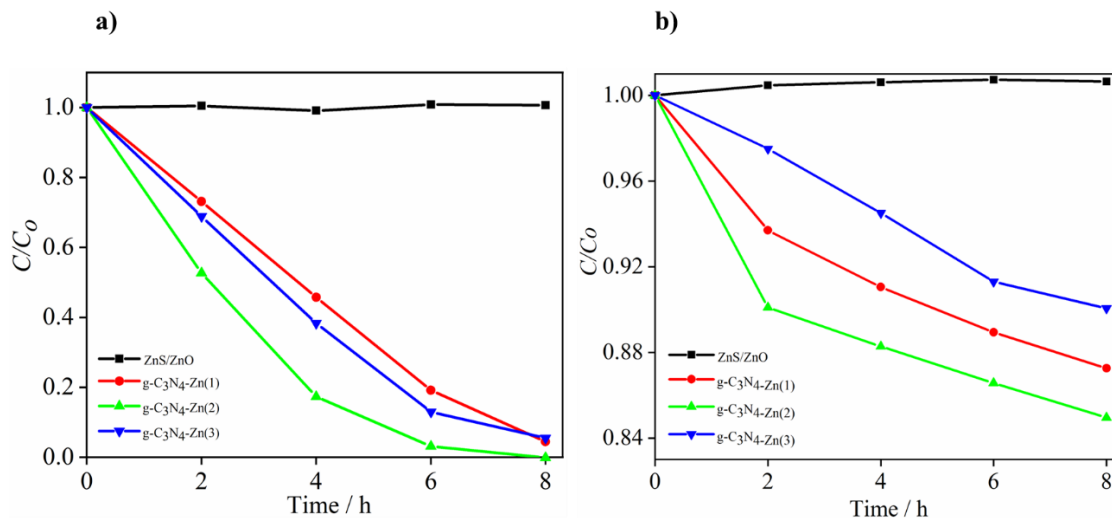 a)
C/Co
1.0
0.8
0.6
0.4
0.2
0.0
ZnS/ZnO
g-C₃N₄-Zn(1)
g-C₃N₄-Zn(2)
g-C₃N₄-Zn(3)
0 2 4 6 8
Time / h
b)
C/Co
1.00
0.96
0.92
0.88
0.84
ZnS/ZnO
g-C₃N₄-Zn(1)
g-C₃N₄-Zn(2)
g-C₃N₄-Zn(3)
0 2 4 6 8
Time / h